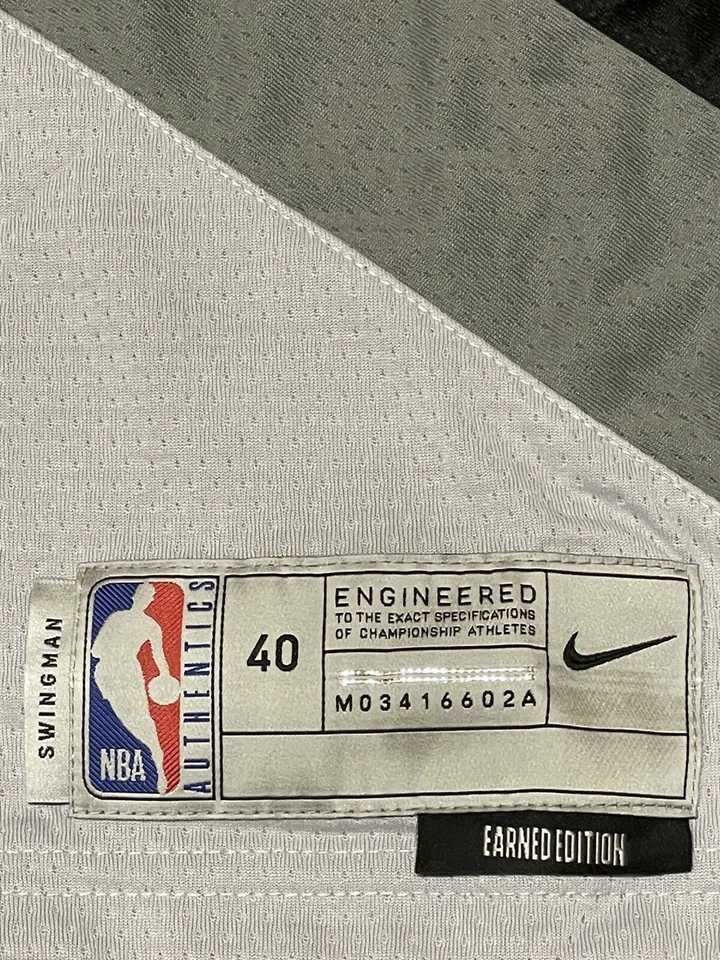 SWINGMAN
NBA
AUTHENTICS
40
ENGINEERED
TO THE EXACT SPECIFICATIONS
OF CHAMPIONSHIP ATHLETES
M03416602A
EARNED EDITION